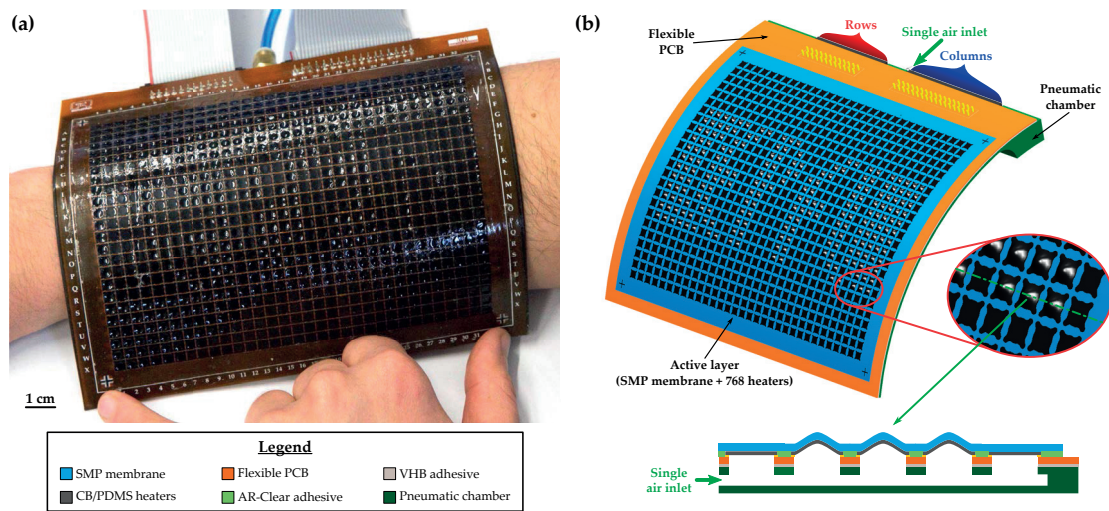 (a)
A B C D E F G H I J K L M N O P Q R S T U V W X
1 cm
(b)
Flexible
PCB
Rows
Single air inlet
Columns
Pneumatic
chamber
Active layer
(SMP membrane + 768 heaters)
Legend
SMP membrane
Flexible PCB
VHB adhesive
CB/PDMS heaters
AR-Clear adhesive
Pneumatic chamber
Single
air inlet